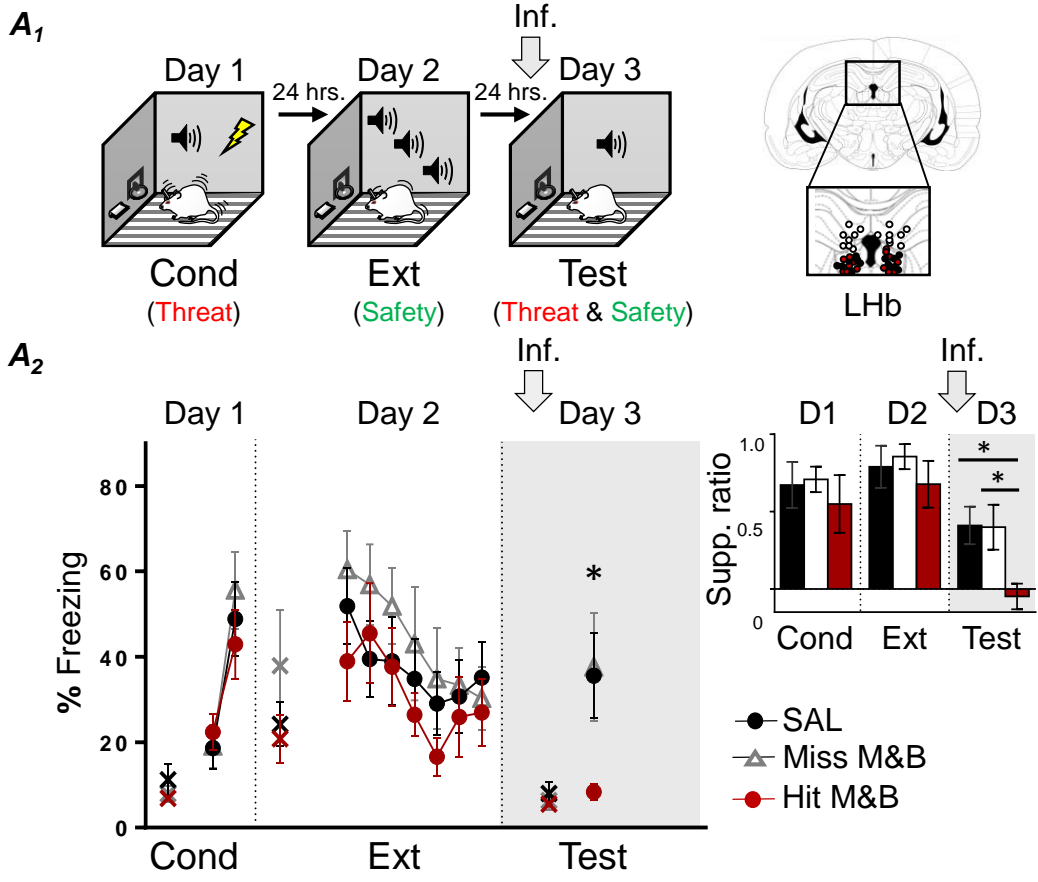 A1
Inf.
Day 1
Day 2
Day 3
24 hrs.
24 hrs.
Cond
Ext
Test
(Threat)
(Safety)
(Threat & Safety)
LHb
A2
Inf.
Inf.
Day 1
Day 2
Day 3
D1
D2
D3
% Freezing
80
60
40
20
0
*
Cond
Ext
Test
Supp. ratio
1.0
0.5
0
*
*
Cond
Ext
Test
SAL
Miss M&B
Hit M&B